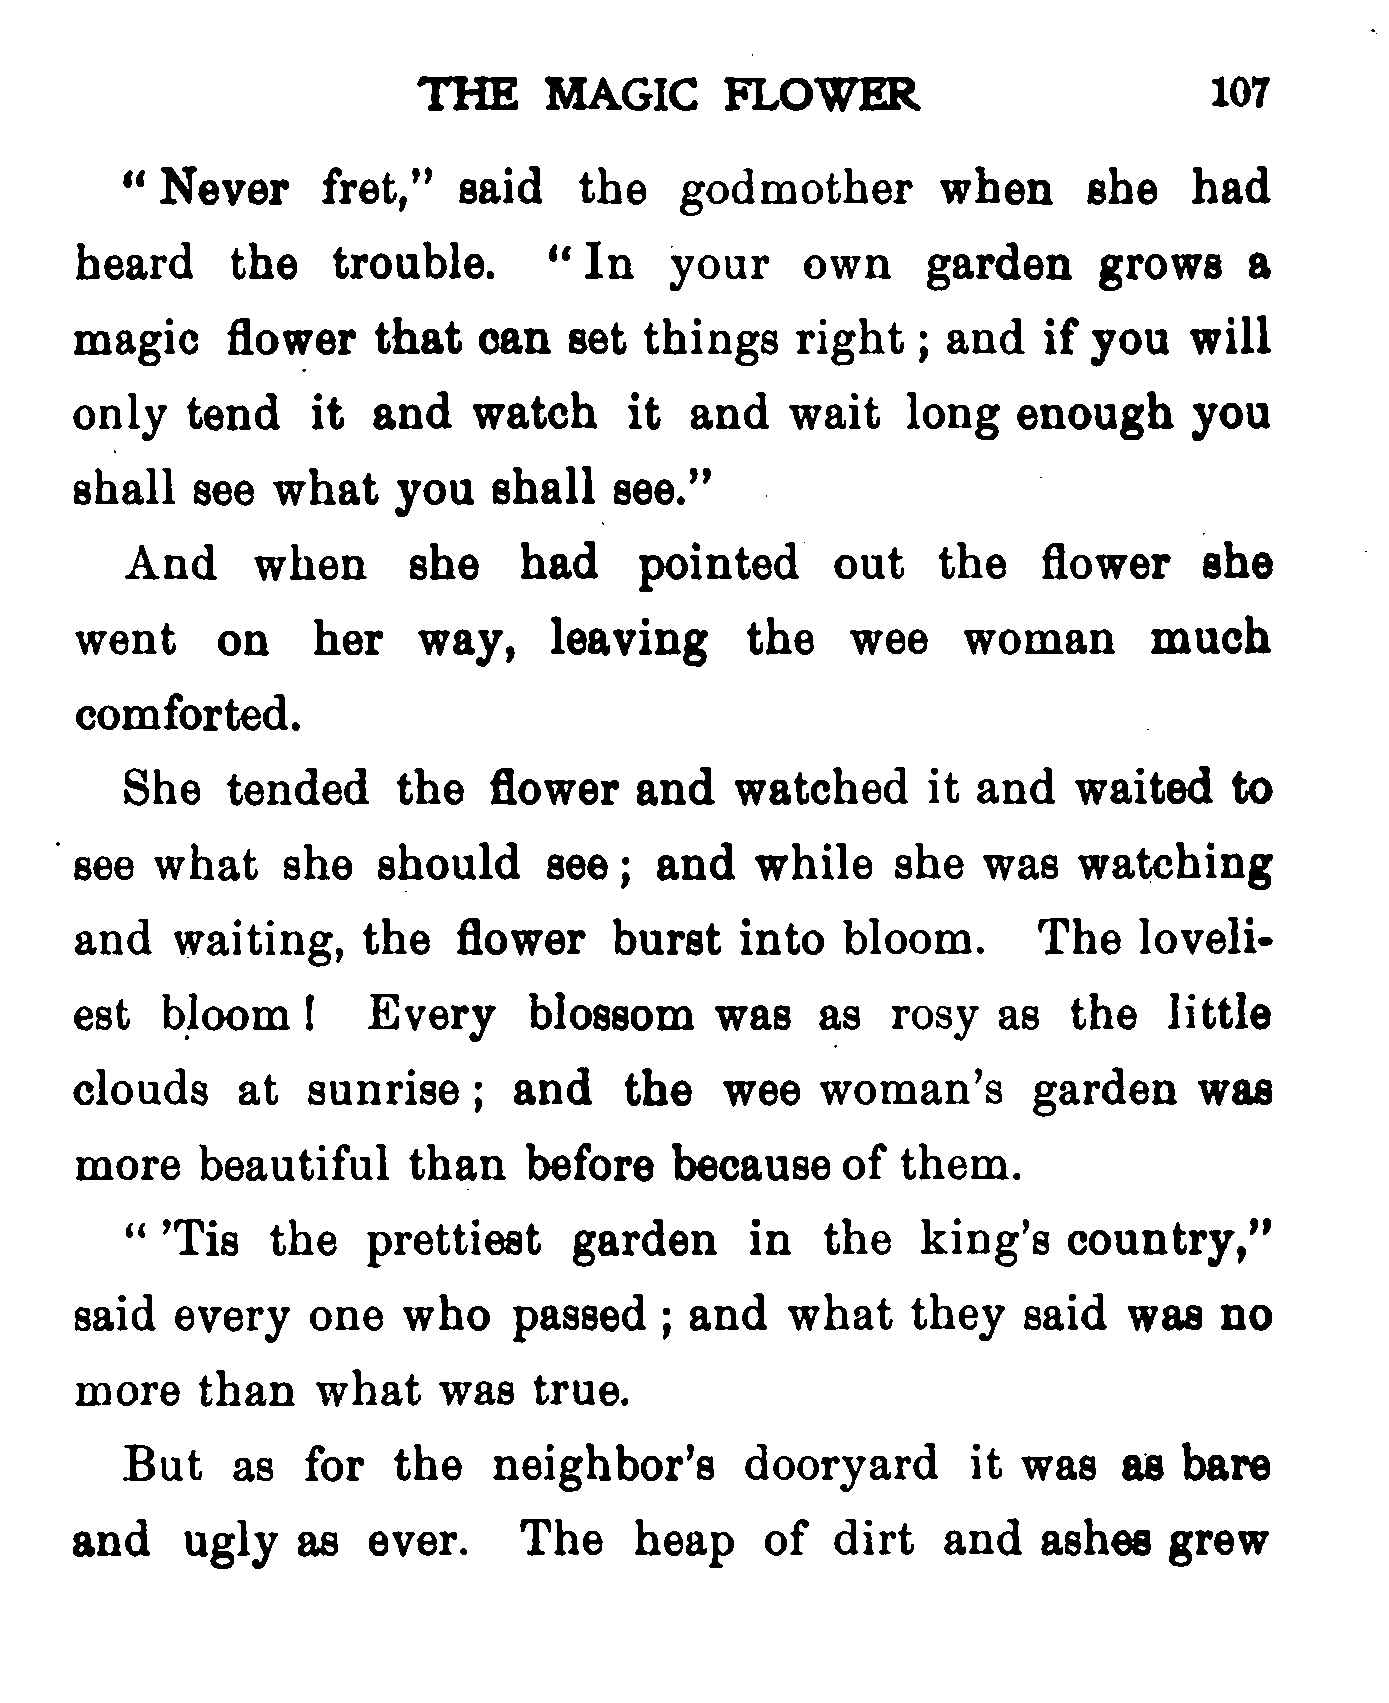 THE MAGIC FLOWER 107
“ Never fret,” said the godmother when she had
heard the trouble. “ In your own garden grows a
magic flower that can set things right ; and if you will
only tend it and watch it and wait long enough you
shall see what you shall see.”
And when she had pointed out the flower she
went on her way, leaving the wee woman much
comforted.
She tended the flower and watched it and waited to
see what she should see ; and while she was watching
and waiting, the flower burst into bloom. The loveli-
est bloom ! Every blossom was as rosy as the little
clouds at sunrise ; and the wee woman’s garden was
more beautiful than before because of them.
“ ’Tis the prettiest garden in the king’s country,”
said every one who passed ; and what they said was no
more than what was true.
But as for the neighbor’s dooryard it was as bare
and ugly as ever. The heap of dirt and ashes grew